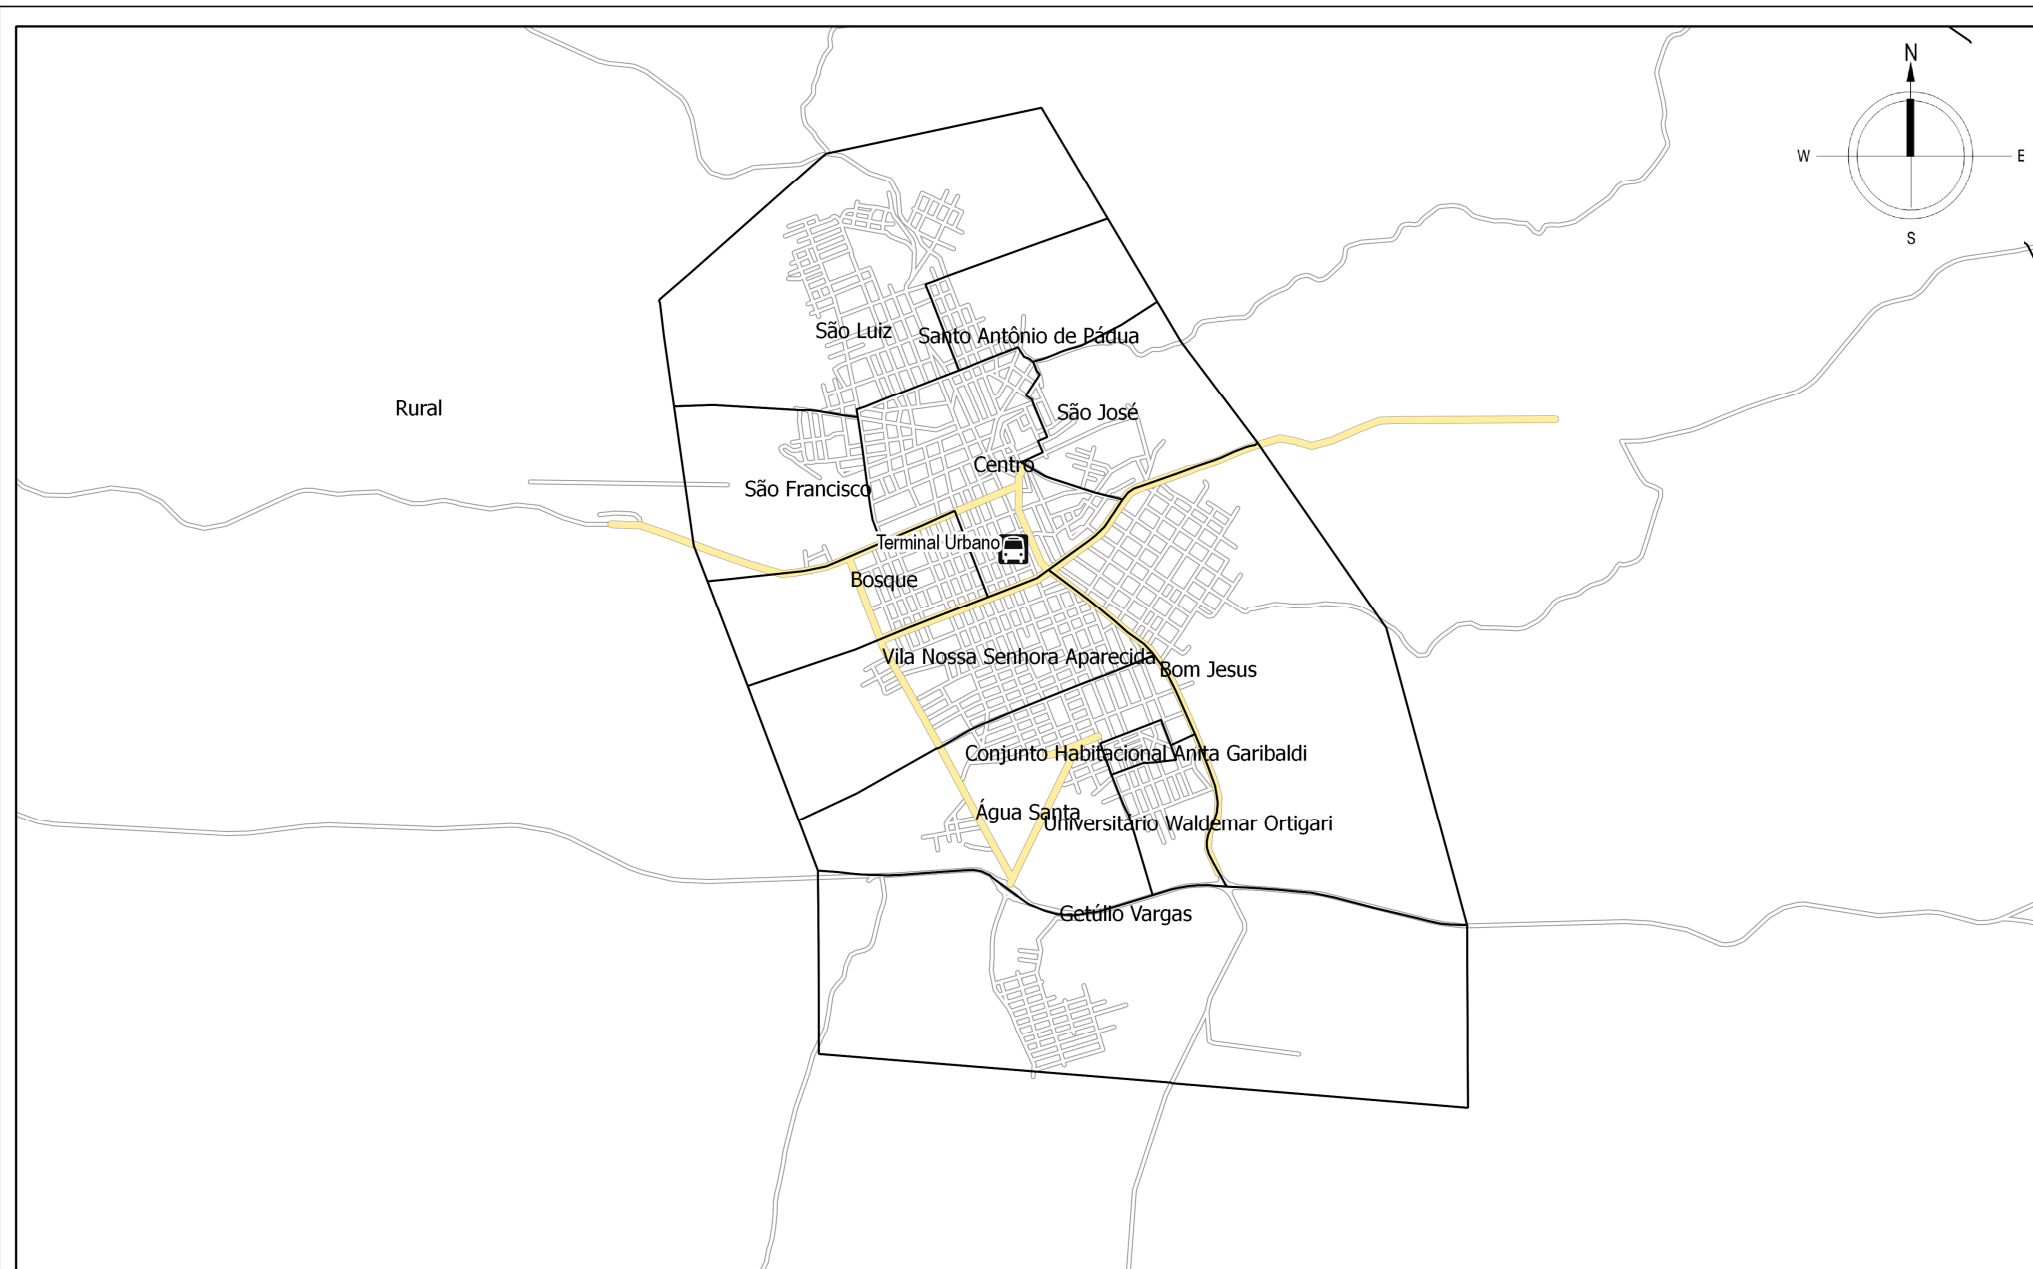 N
W
E
S
São Luiz
Santo Antônio de Pádua
Rural
São José
Centro
São Francisco
Terminal Urbano
Bosque
Vila Nossa Senhora Aparecida
Bom Jesus
Conjunto Habitacional Anita Garibaldi
Água Santa
Universitário Waldemar Ortigari
Getúlio Vargas